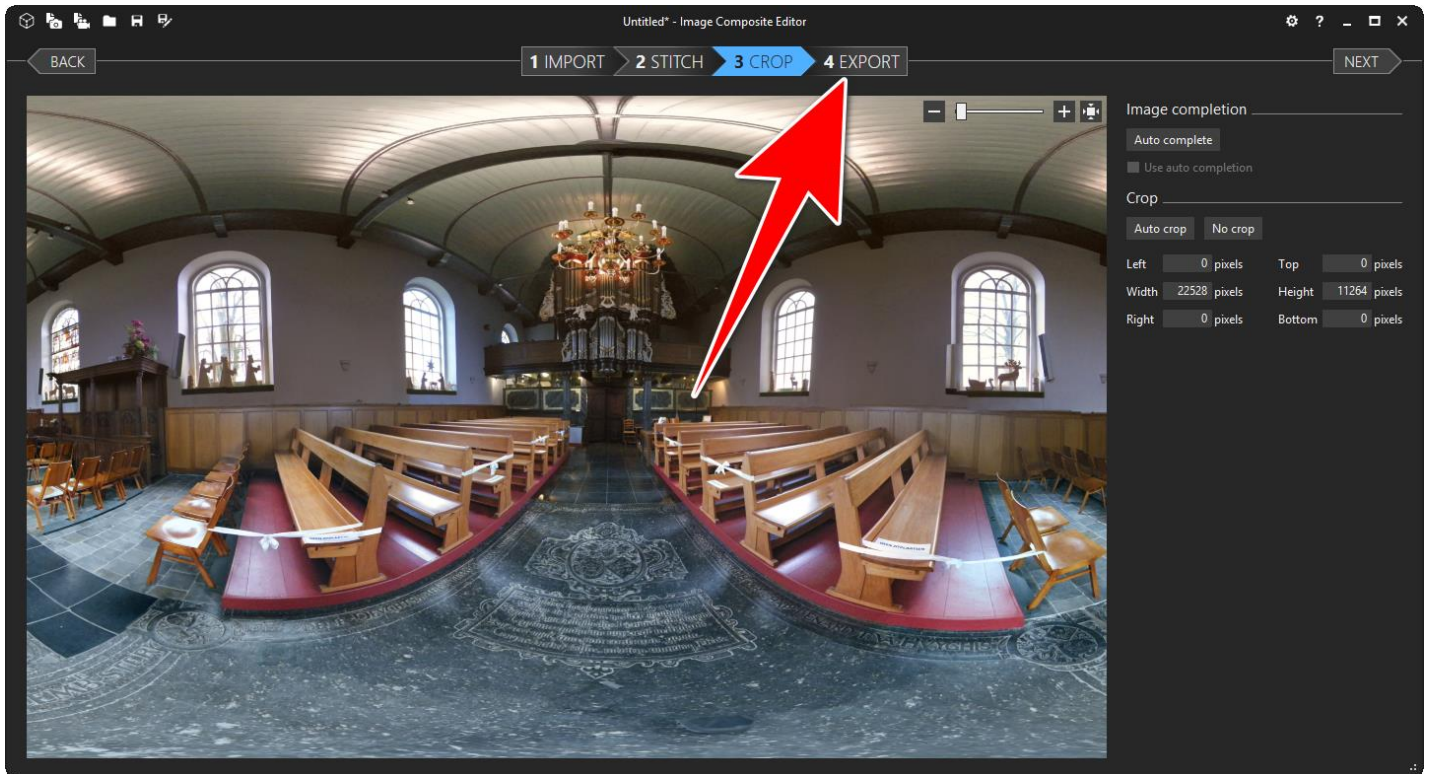 Untitled* - Image Composite Editor
?
BACK
1 IMPORT
2 STITCH
3 CROP
4 EXPORT
NEXT
Image completion
Auto complete
Use auto completion
Crop
Auto crop No crop
Left 0 pixels Top 0 pixels
Width 22528 pixels Height 11264 pixels
Right 0 pixels Bottom 0 pixels